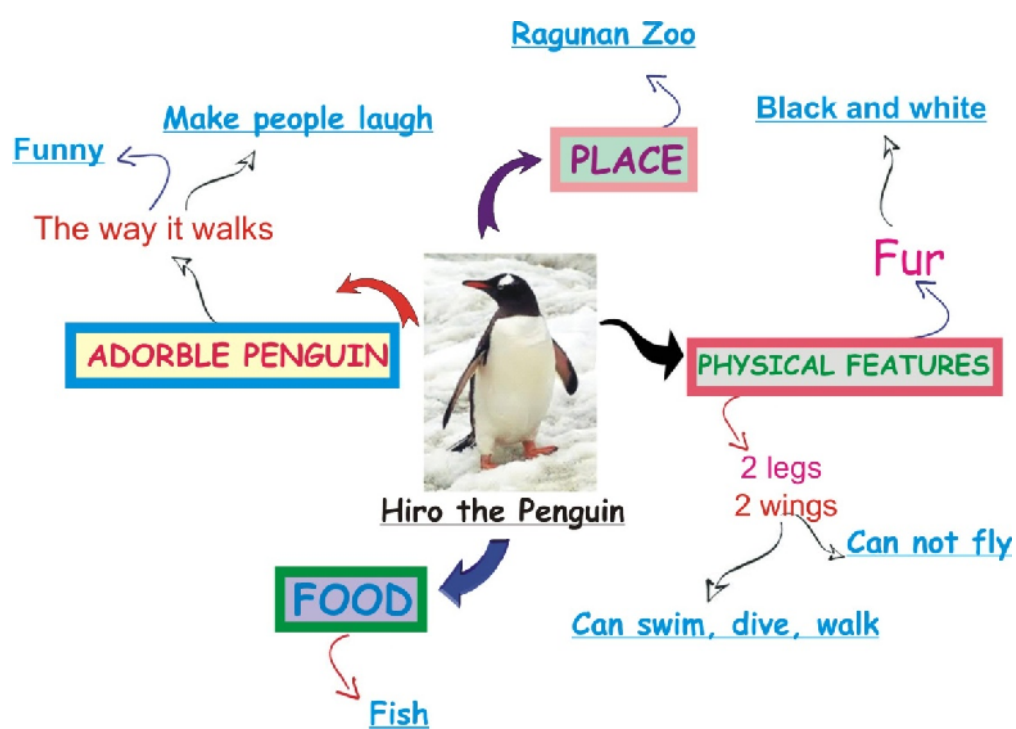 Ragunan Zoo
Make people laugh
Black and white
Funny
PLACE
The way it walks
Fur
ADORBLE PENGUIN
PHYSICAL FEATURES
2 legs
2 wings
Hiro the Penguin
Can not fly
FOOD
Can swim, dive, walk
Fish